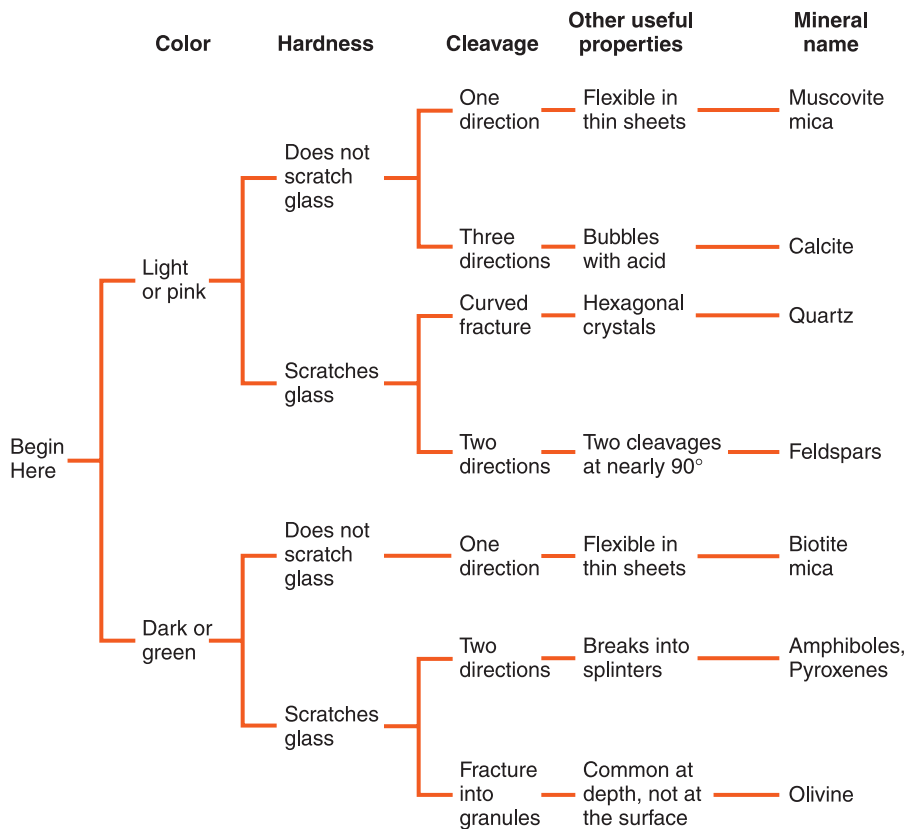 Color
Hardness
Cleavage
Other useful
properties
Mineral
name
Begin
Here
Light
or pink
Does not
scratch
glass
One
direction
Flexible in
thin sheets
Muscovite
mica
Three
directions
Bubbles
with acid
Calcite
Scratches
glass
Curved
fracture
Hexagonal
crystals
Quartz
Two
directions
Two cleavages
at nearly 90°
Feldspars
Dark or
green
Does not
scratch
glass
One
direction
Flexible in
thin sheets
Biotite
mica
Scratches
glass
Two
directions
Breaks into
splinters
Amphiboles,
Pyroxenes
Fracture
into
granules
Common at
depth, not at
the surface
Olivine